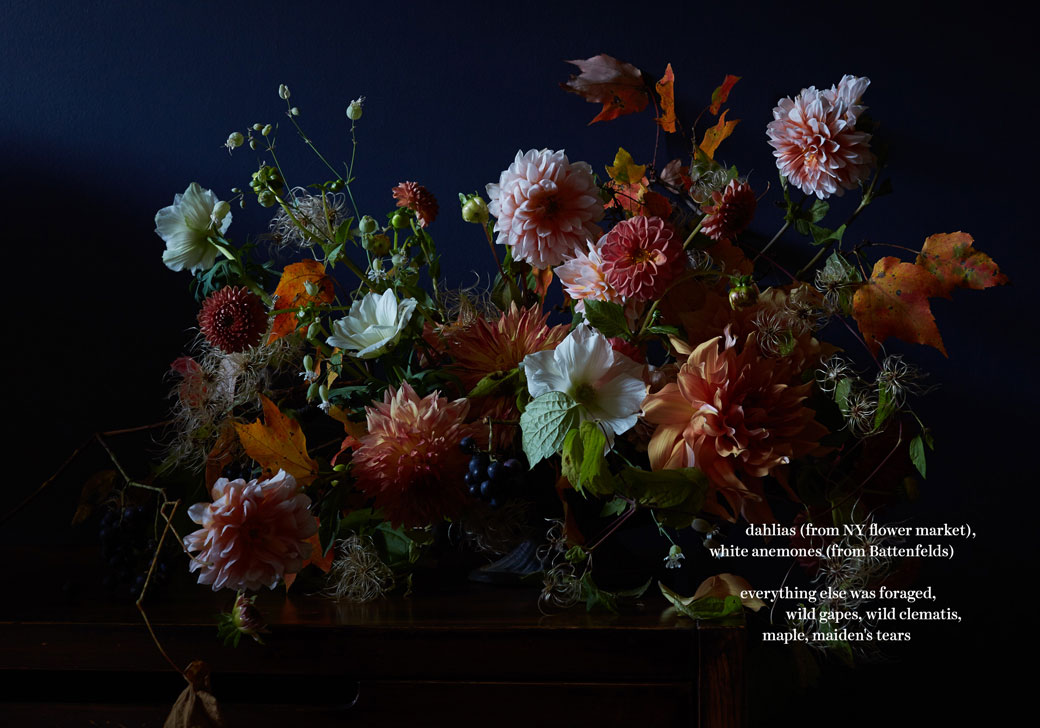 dahlias (from NY flower market),
white anemones (from Battenfelds)
everything else was foraged,
wild gapes, wild clematis,
maple, maiden's tears